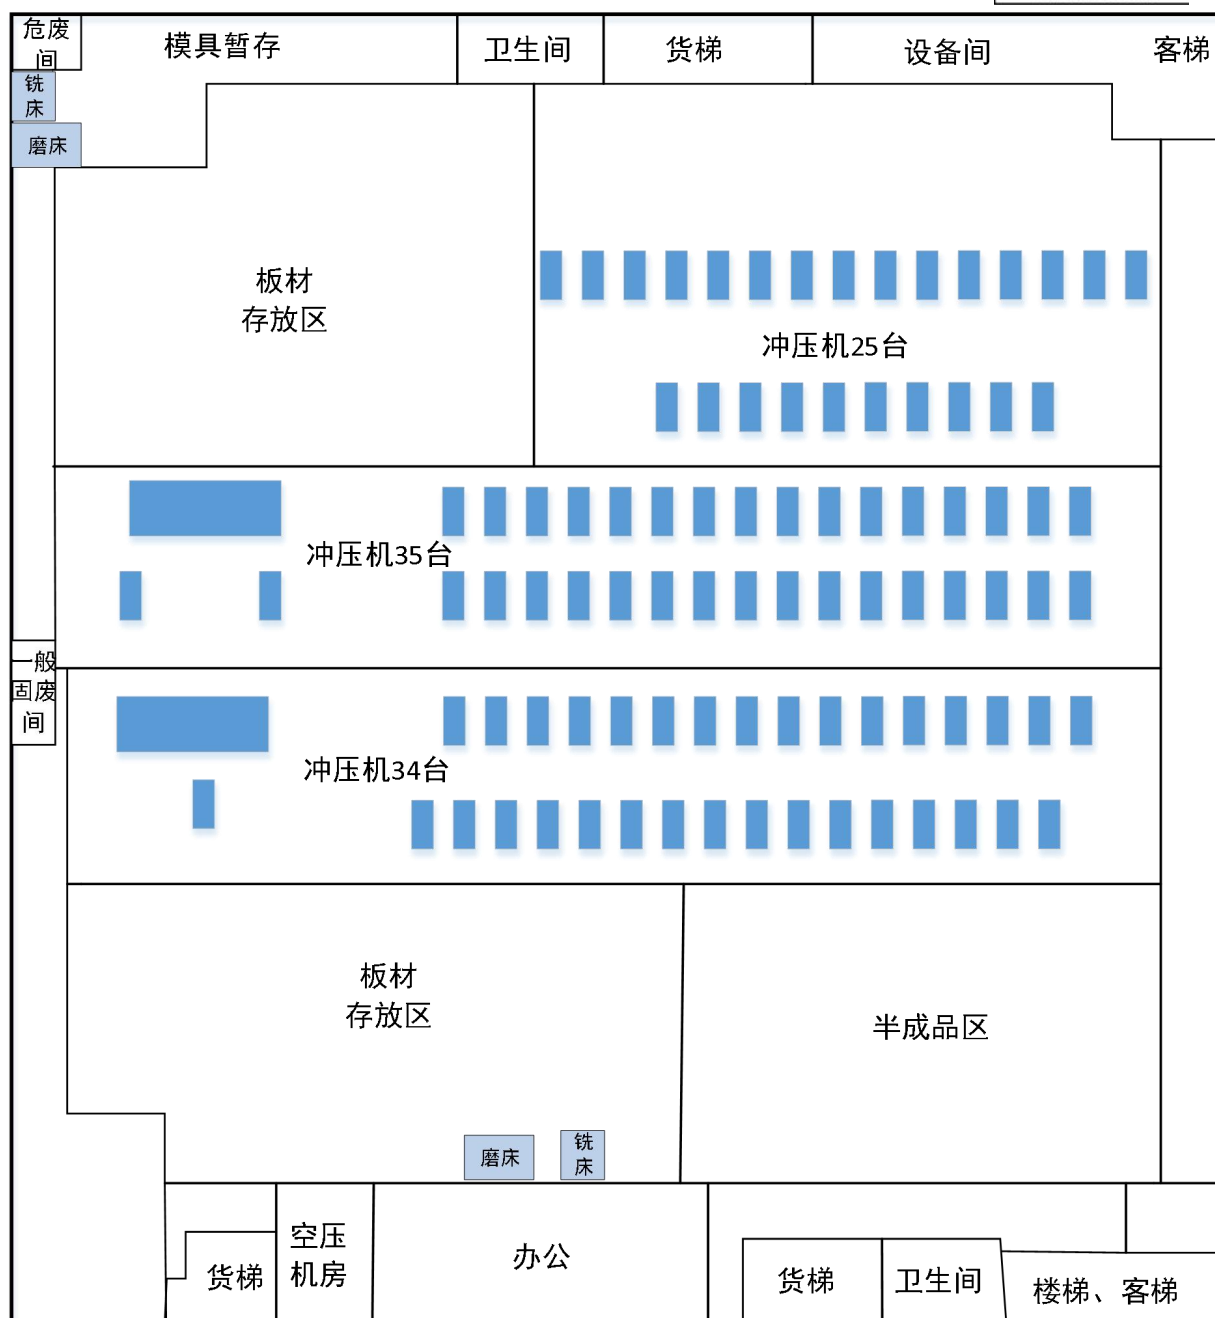 危废
间
模具暂存
卫生间
货梯
设备间
客梯
铣
床
磨床
板材
存放区
冲压机25台
冲压机35台
一般
固废
间
冲压机34台
板材
存放区
半成品区
磨床
铣
床
空压
机房
货梯
办公
货梯
卫生间
楼梯、客梯